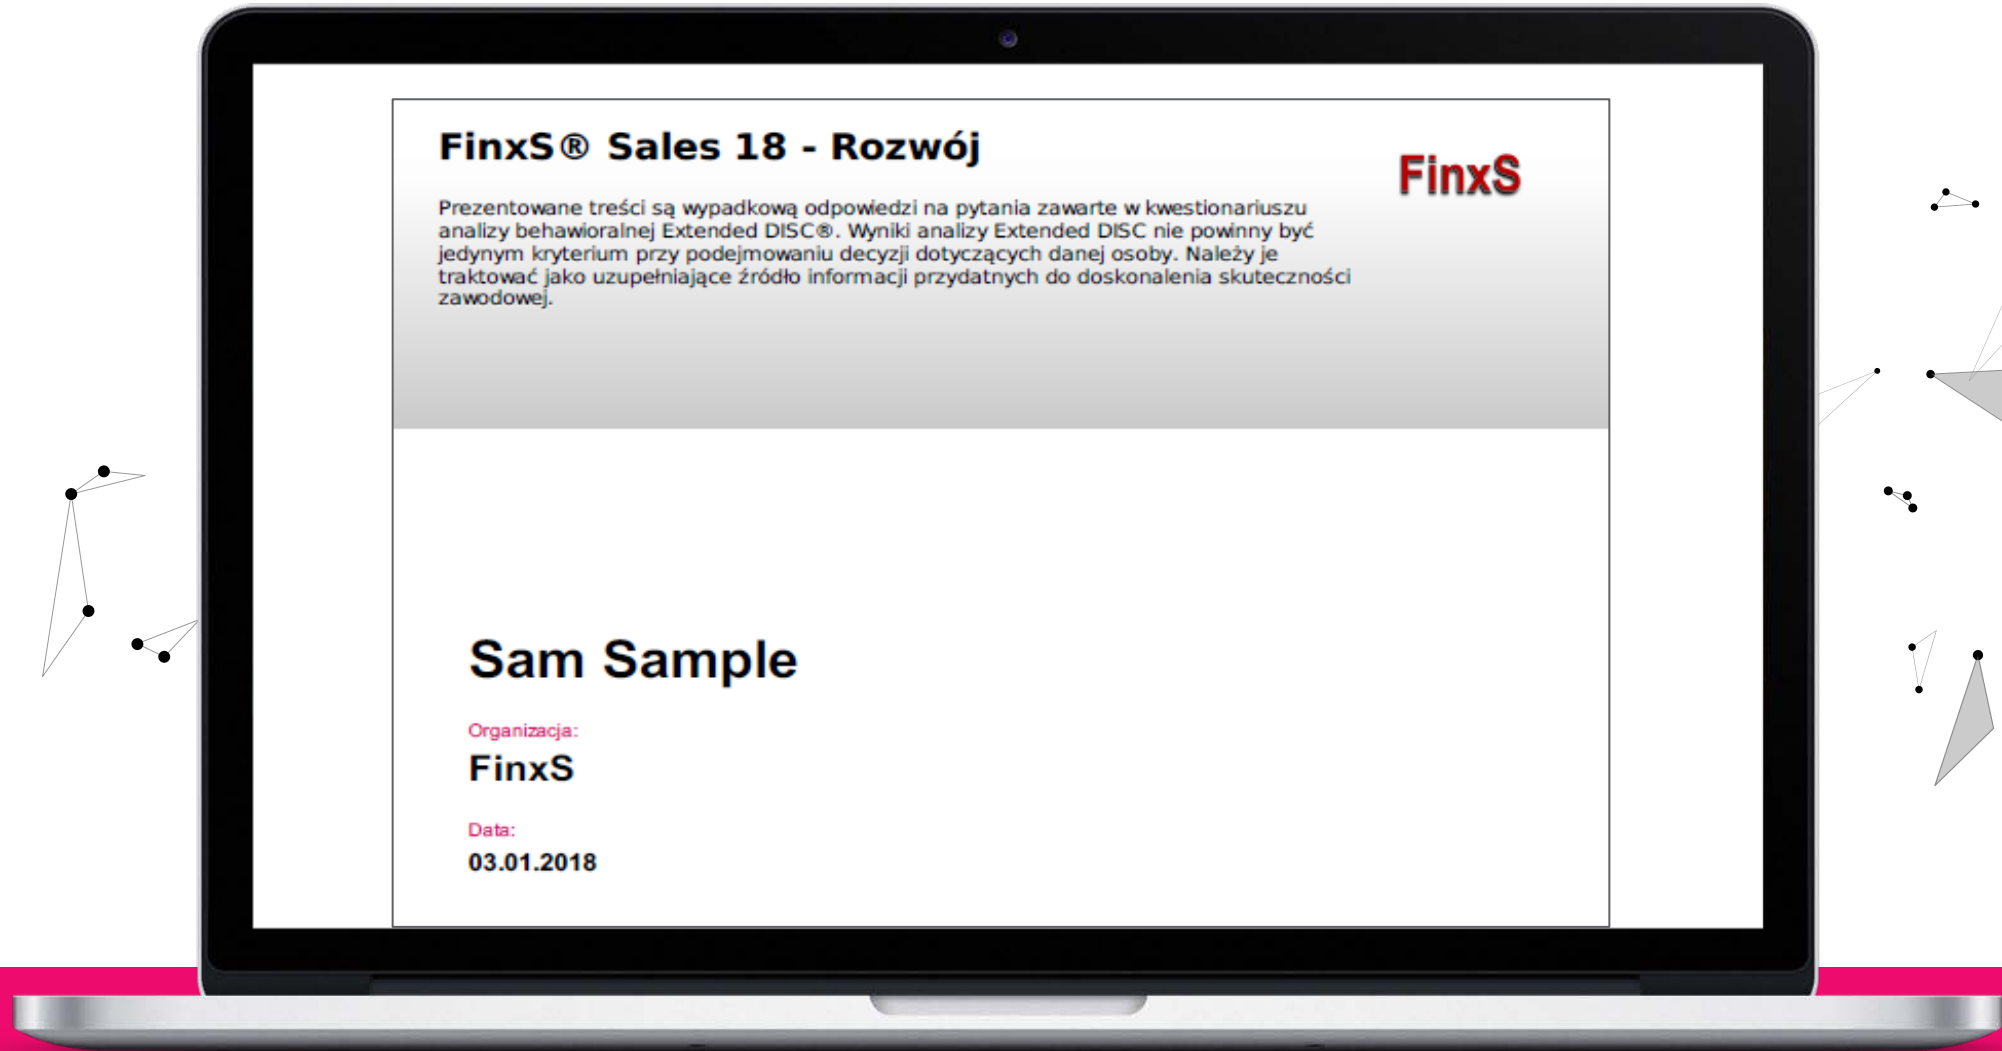 FinxS® Sales 18 - Rozwój
FinxS
Prezentowane treści są wypadkową odpowiedzi na pytania zawarte w kwestionariuszu
analizy behawioralnej Extended DISC®. Wyniki analizy Extended DISC nie powinny być
jedynym kryterium przy podejmowaniu decyzji dotyczących danej osoby. Należy je
traktować jako uzupełniające źródło informacji przydatnych do doskonalenia skuteczności
zawodowej.
Sam Sample
Organizacja:
FinxS
Data:
03.01.2018